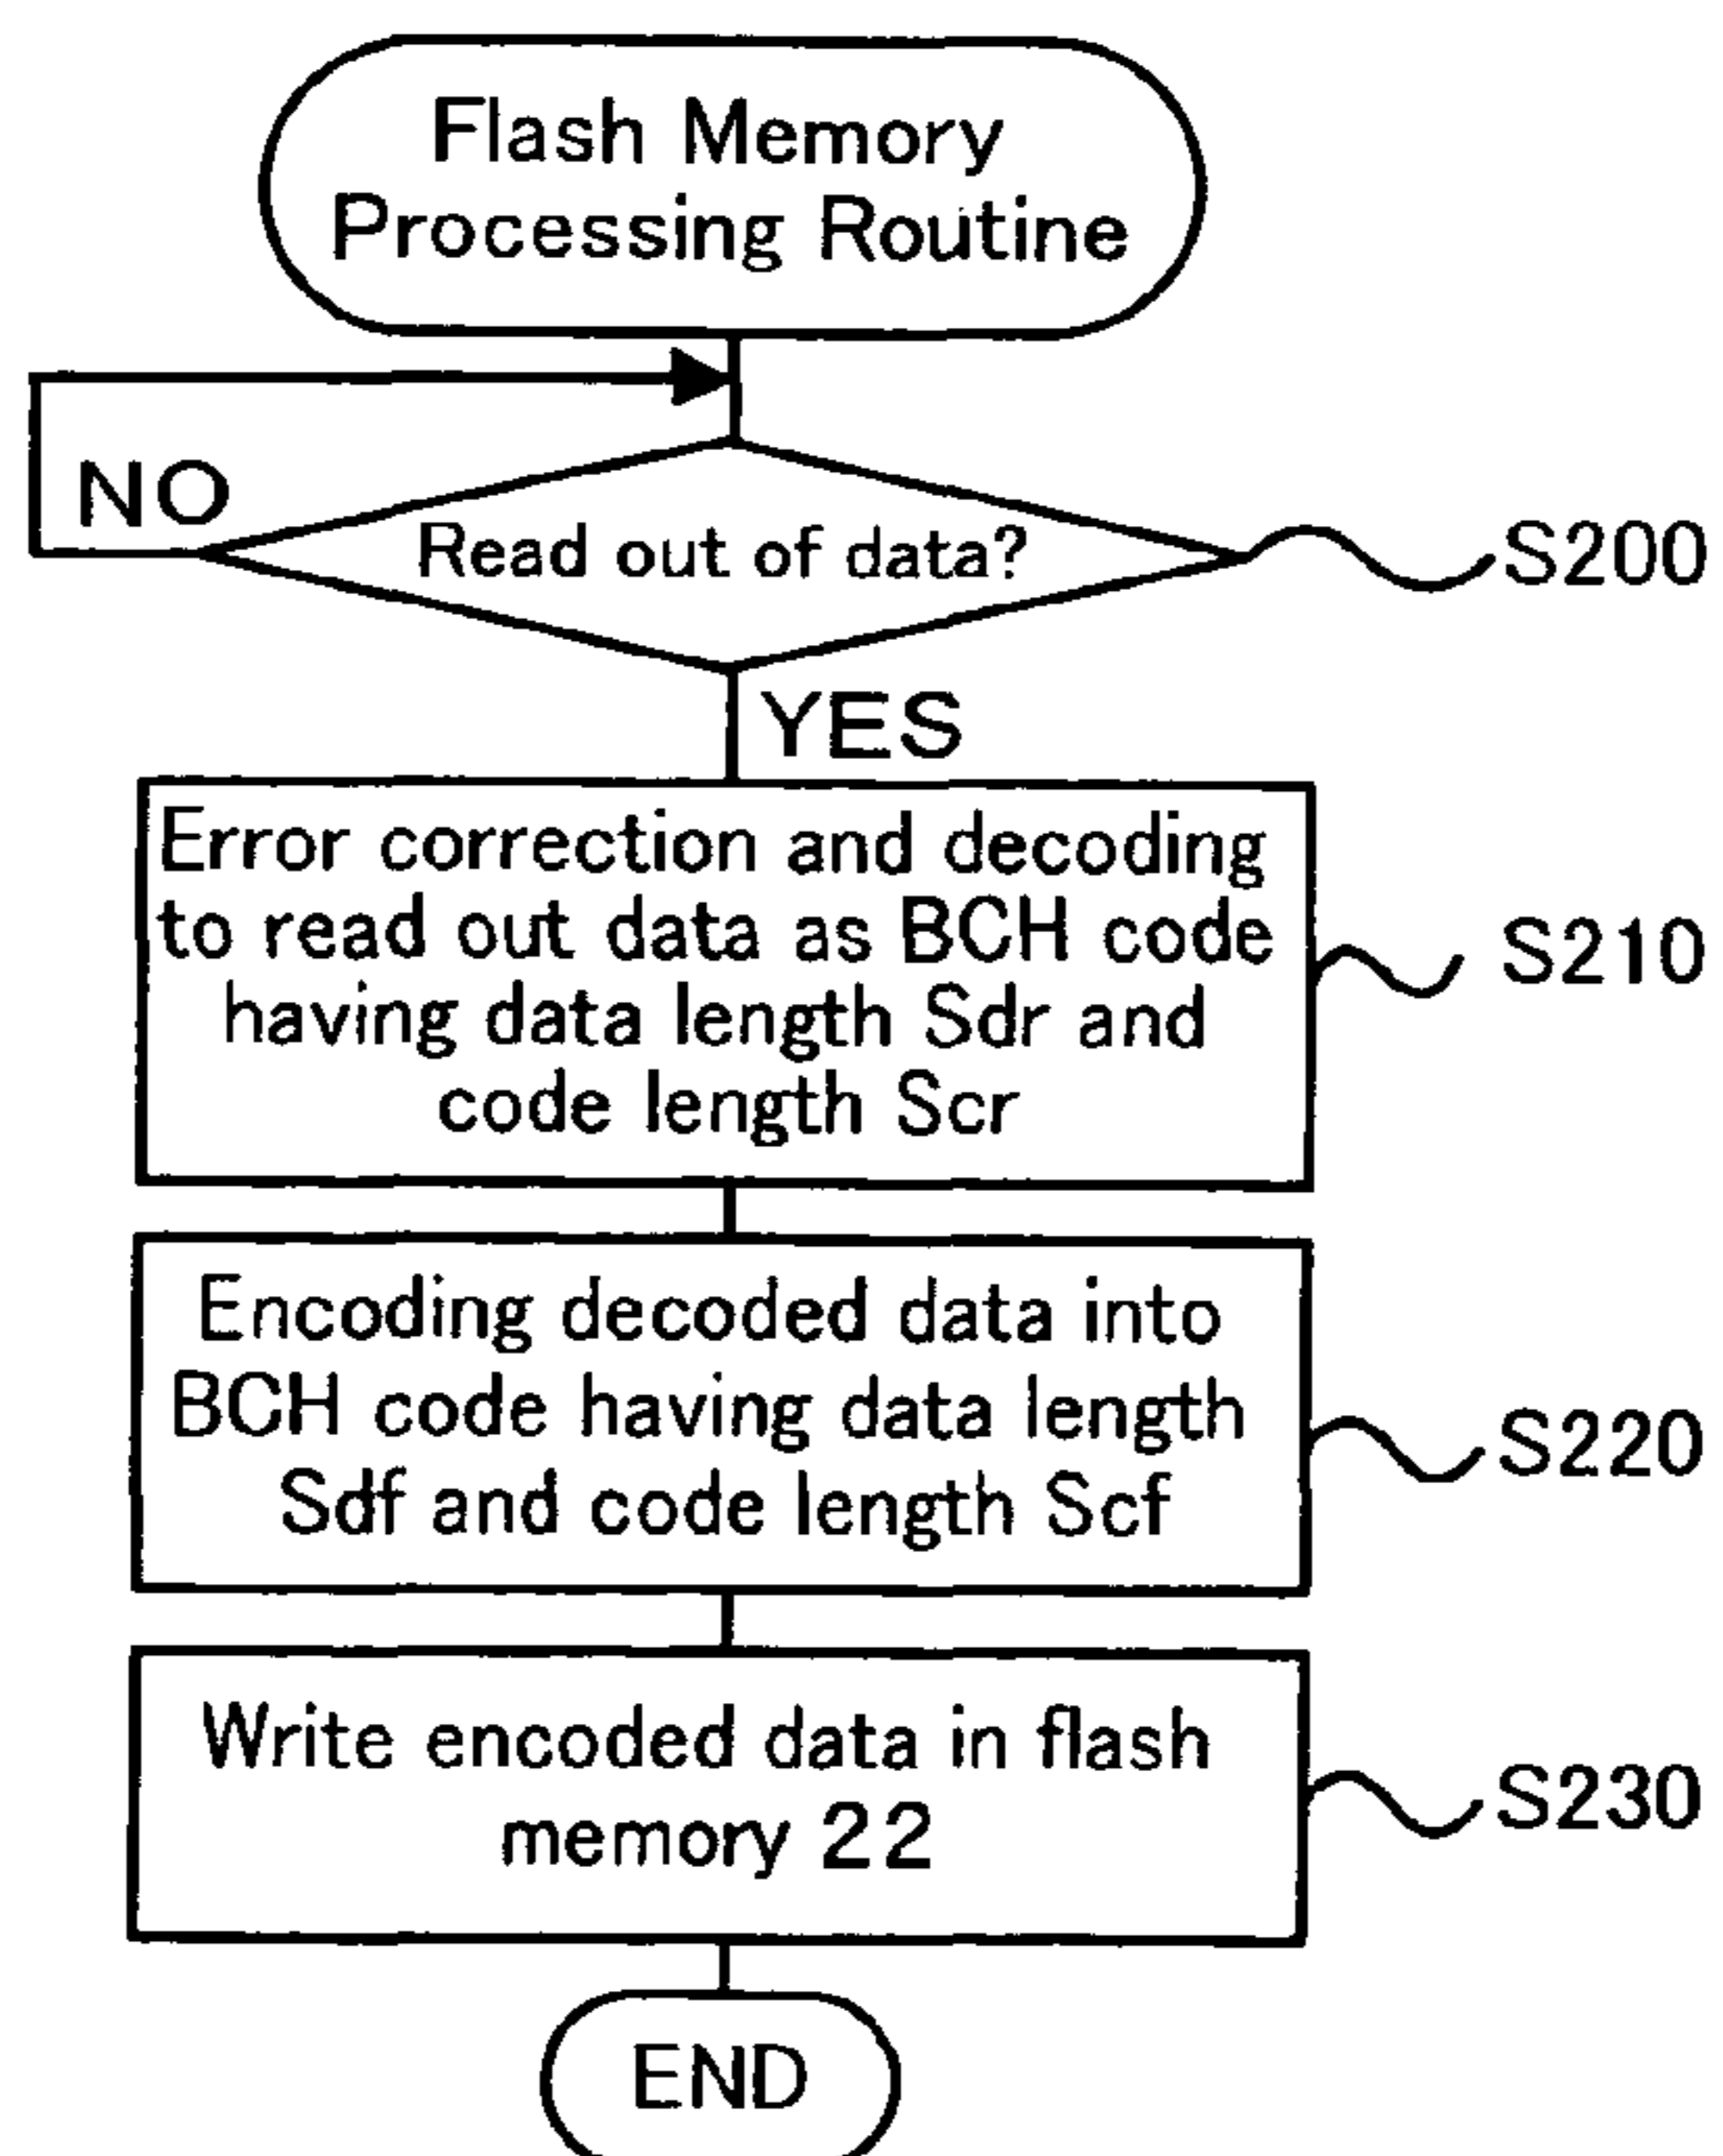 Flash Memory
Processing Routine
NO
Read out of data?
S200
YES
Error correction and decoding
to read out data as BCH code
having data length Sdr and
code length Scr
S210
Encoding decoded data into
BCH code having data length
Sdf and code length Scf
S220
Write encoded data in flash
memory 22
S230
END